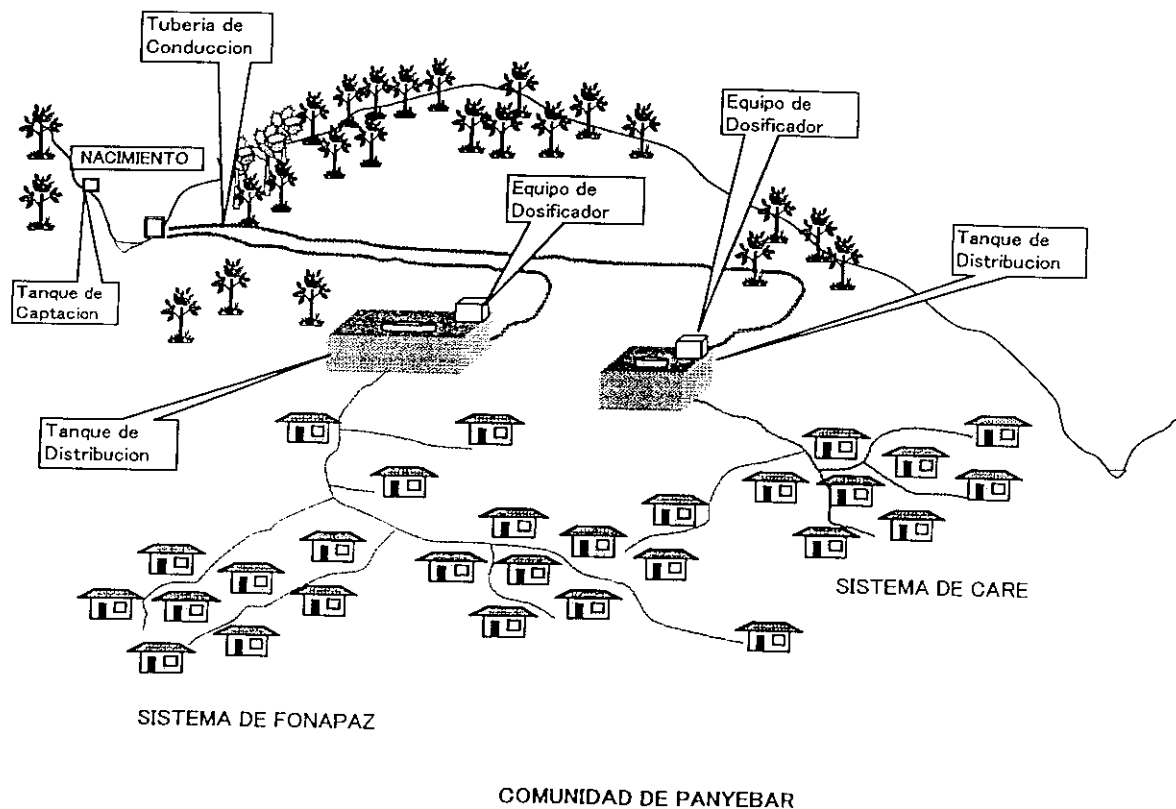 Tuberia de
Conduccion
Equipo de
Dosificador
NACIMIENTO
Equipo de
Dosificador
Tanque de
Distribucion
Tanque de
Captacion
Tanque de
Distribucion
SISTEMA DE CARE
SISTEMA DE FONAPAZ
COMUNIDAD DE PANYEBAR